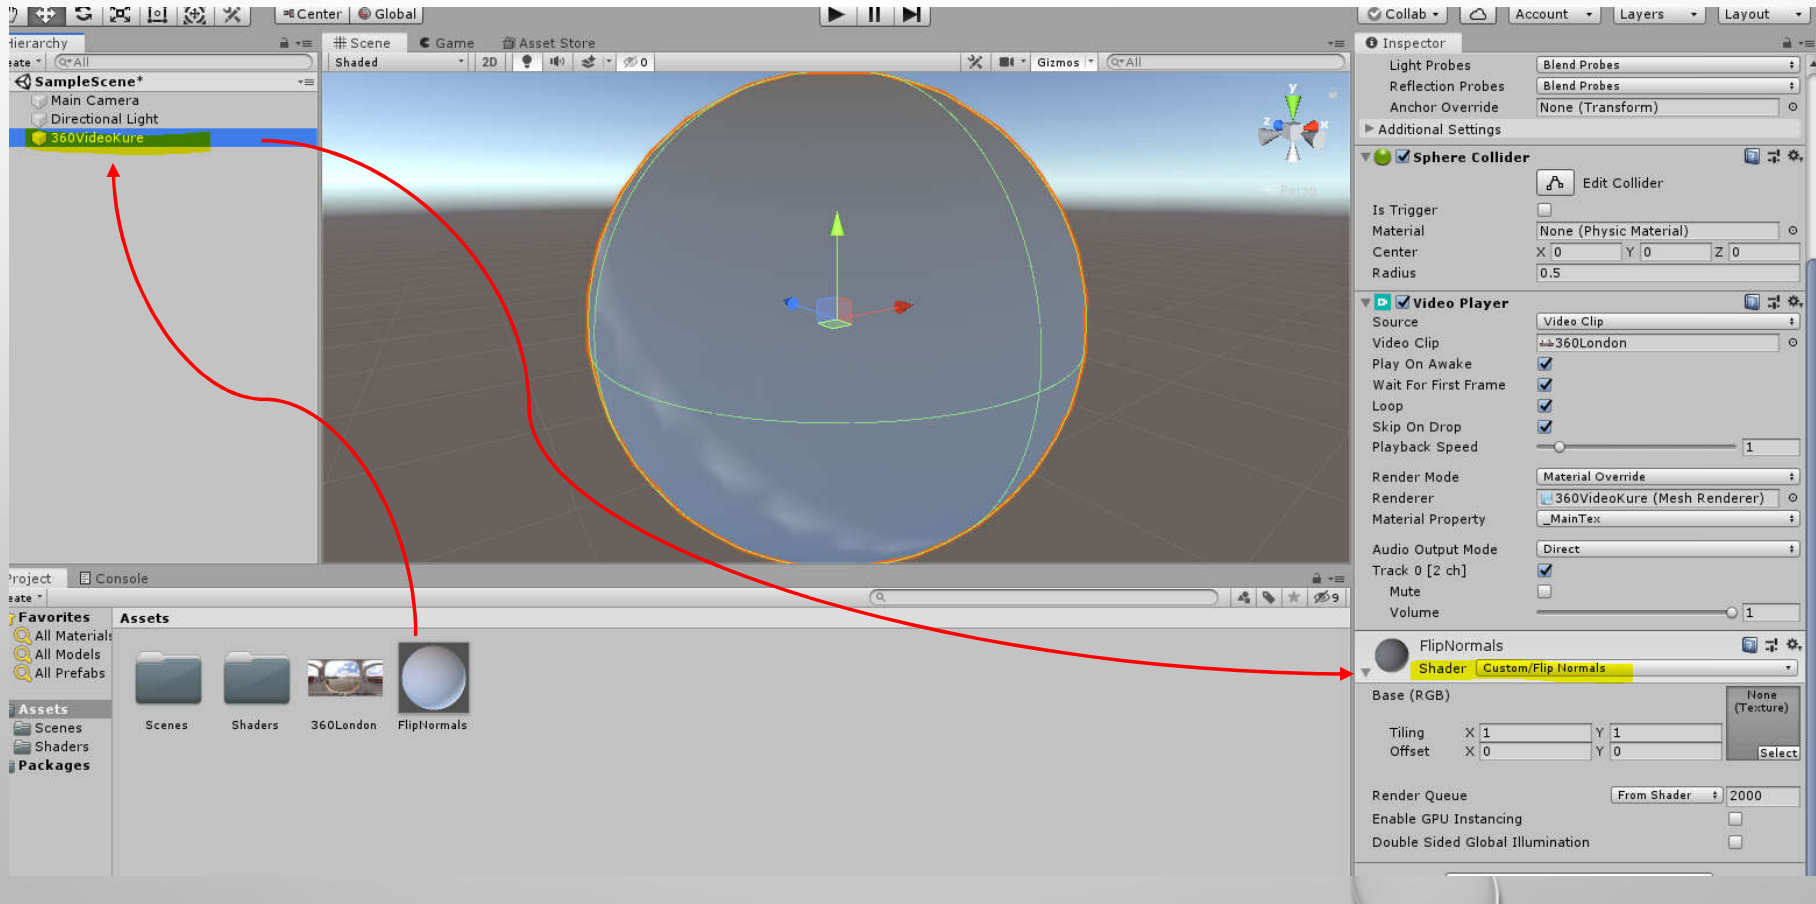 Center Global
Collab Account Layers Layout
Hierarchy
All
SampleScene*
Main Camera
Directional Light
360VideoKure
Scene Game Asset Store
Shaded 2D 0 Gizmos All
y
z x
Persp
Project Console
9
Favorites
All Materials
All Models
All Prefabs
Assets
Scenes
Shaders
Packages
Assets
Scenes Shaders 360London FlipNormals
Inspector
Light Probes Blend Probes
Reflection Probes Blend Probes
Anchor Override None (Transform)
Additional Settings
Sphere Collider
Edit Collider
Is Trigger
Material None (Physic Material)
Center X 0 Y 0 Z 0
Radius 0.5
Video Player
Source Video Clip
Video Clip 360London
Play On Awake
Wait For First Frame
Loop
Skip On Drop
Playback Speed 1
Render Mode Material Override
Renderer 360VideoKure (Mesh Renderer)
Material Property _MainTex
Audio Output Mode Direct
Track 0 [2 ch]
Mute
Volume 1
FlipNormals
Shader Custom/Flip Normals
Base (RGB) None
(Texture)
Tiling X 1 Y 1
Offset X 0 Y 0 Select
Render Queue From Shader 2000
Enable GPU Instancing
Double Sided Global Illumination